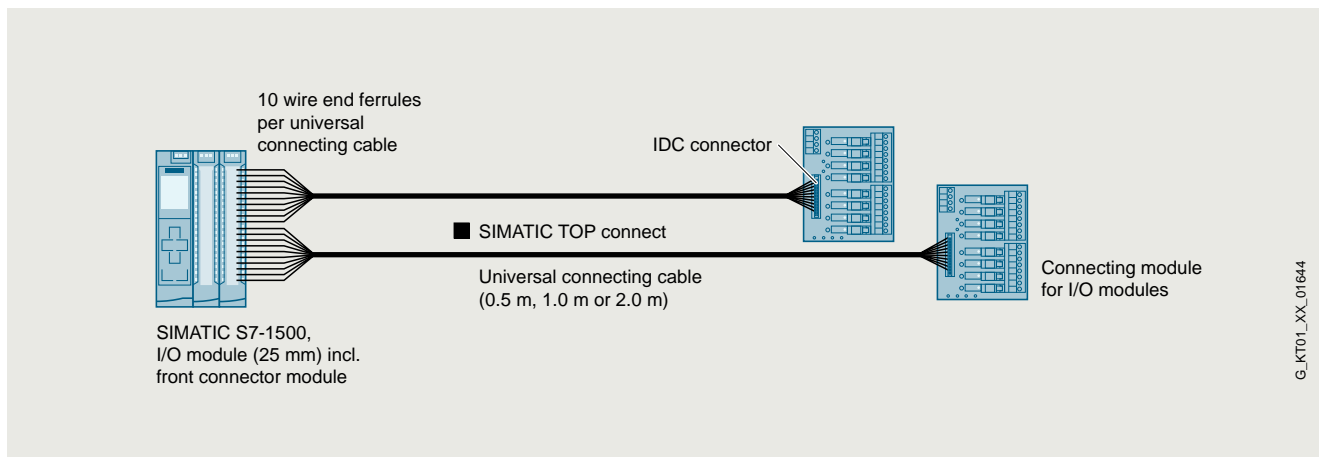 10 wire end ferrules
per universal
connecting cable
IDC connector
SIMATIC TOP connect
Universal connecting cable
(0.5 m, 1.0 m or 2.0 m)
Connecting module
for I/O modules
SIMATIC S7-1500,
I/O module (25 mm) incl.
front connector module
G_KT01_XX_01644